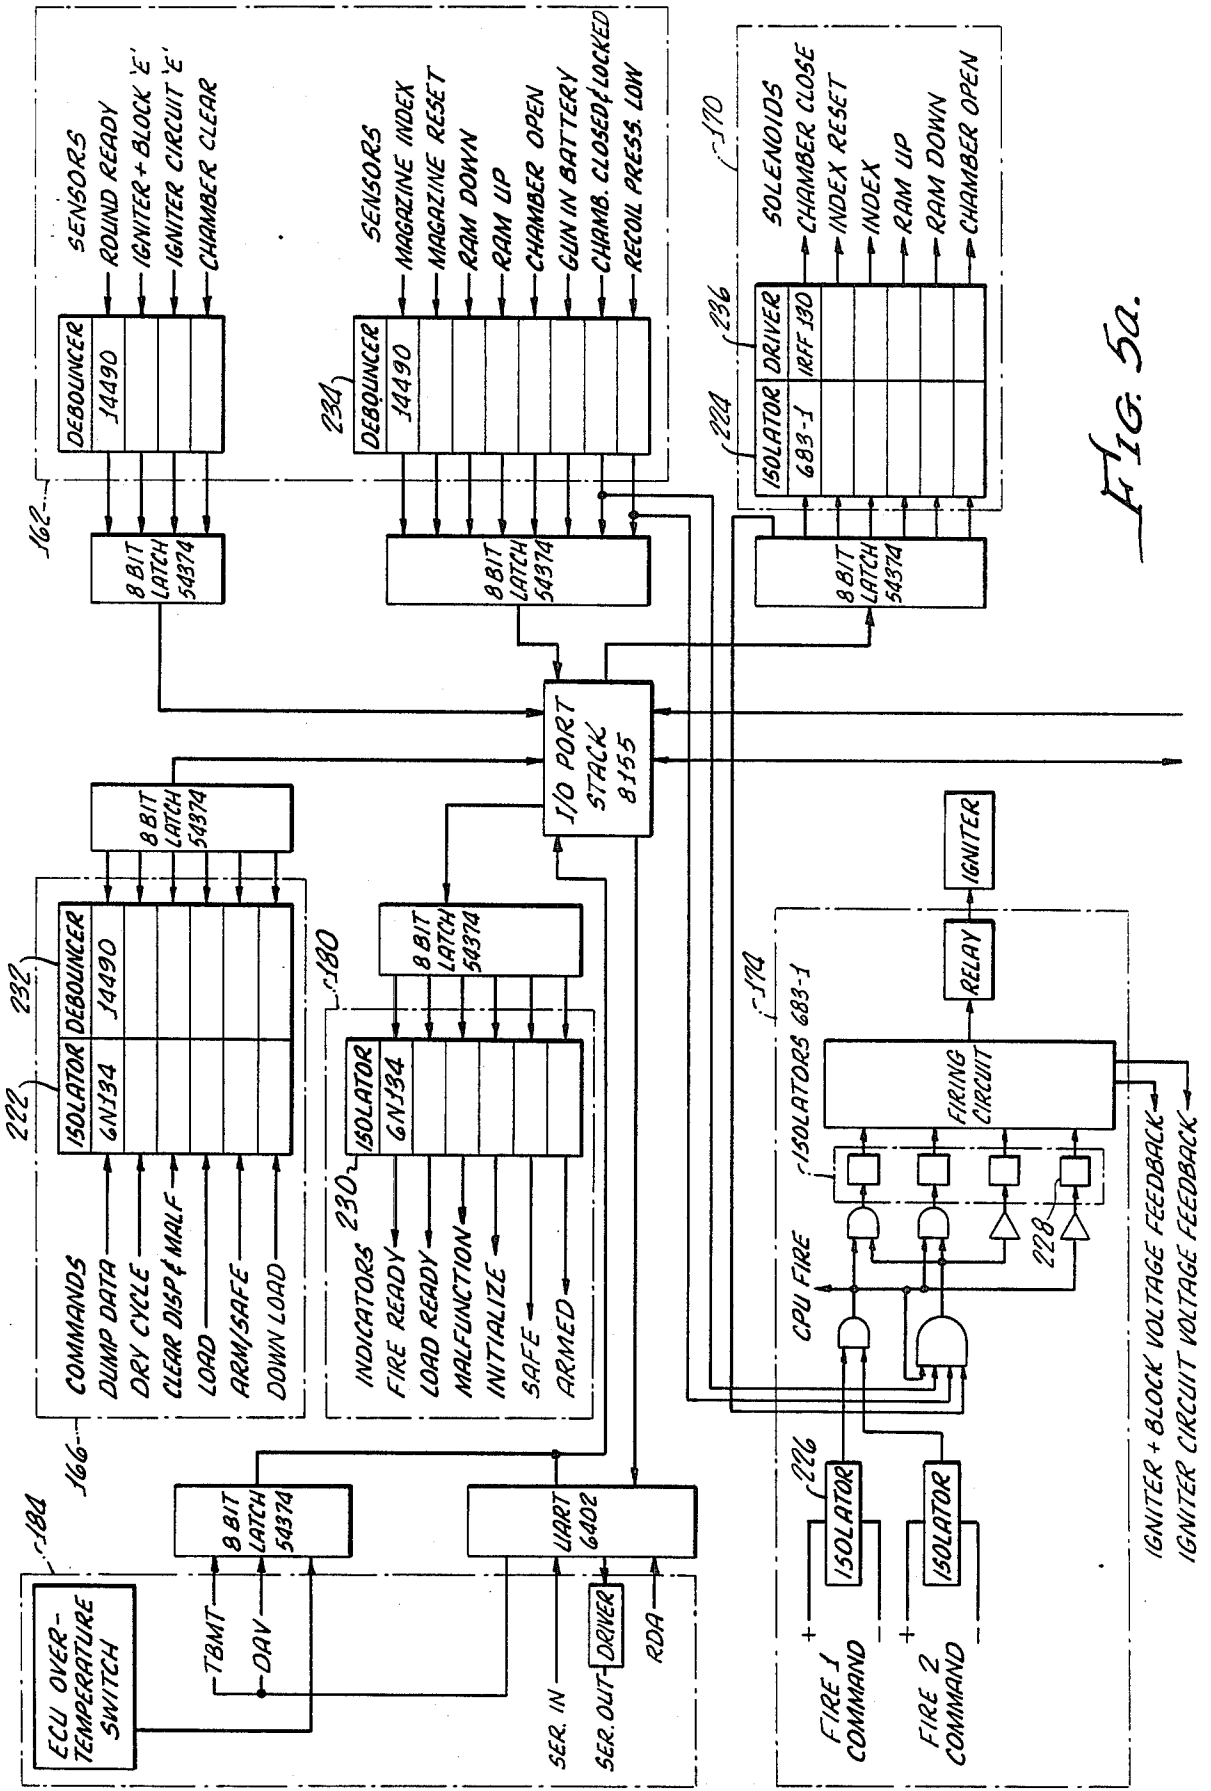 184
ECU OVER-
TEMPERATURE
SWITCH
TBMT
DAV
8 BIT
LATCH
54374
SER. IN
SER. OUT
DRIVER
RDA
UART
6402
166
COMMANDS
DUMP DATA
DRY CYCLE
CLEAR DISP & MALF
LOAD
ARM/SAFE
DOWN LOAD
222
232
ISOLATOR
DEBOUNCER
6N134
14490
8 BIT
LATCH
54374
180
INDICATORS
FIRE READY
LOAD READY
MALFUNCTION
INITIALIZE
SAFE
ARMED
230
ISOLATOR
6N134
8 BIT
LATCH
54374
I/O PORT
STACK
8155
162
8 BIT
LATCH
54374
DEBOUNCER
14490
SENSORS
ROUND READY
IGNITER + BLOCK 'E'
IGNITER CIRCUIT 'E'
CHAMBER CLEAR
8 BIT
LATCH
54374
234
DEBOUNCER
14490
SENSORS
MAGAZINE INDEX
MAGAZINE RESET
RAM DOWN
RAM UP
CHAMBER OPEN
GUN IN BATTERY
CHAMB. CLOSED & LOCKED
RECOIL PRESS. LOW
170
8 BIT
LATCH
54374
224
236
ISOLATOR
DRIVER
683-1
IRFF 130
SOLENOIDS
CHAMBER CLOSE
INDEX RESET
INDEX
RAM UP
RAM DOWN
CHAMBER OPEN
174
FIRE 1
COMMAND
+
-
226
ISOLATOR
FIRE 2
COMMAND
+
-
ISOLATOR
CPU FIRE
228
ISOLATORS 683-1
FIRING
CIRCUIT
RELAY
IGNITER
IGNITER + BLOCK VOLTAGE FEEDBACK
IGNITER CIRCUIT VOLTAGE FEEDBACK
FIG. 5a.